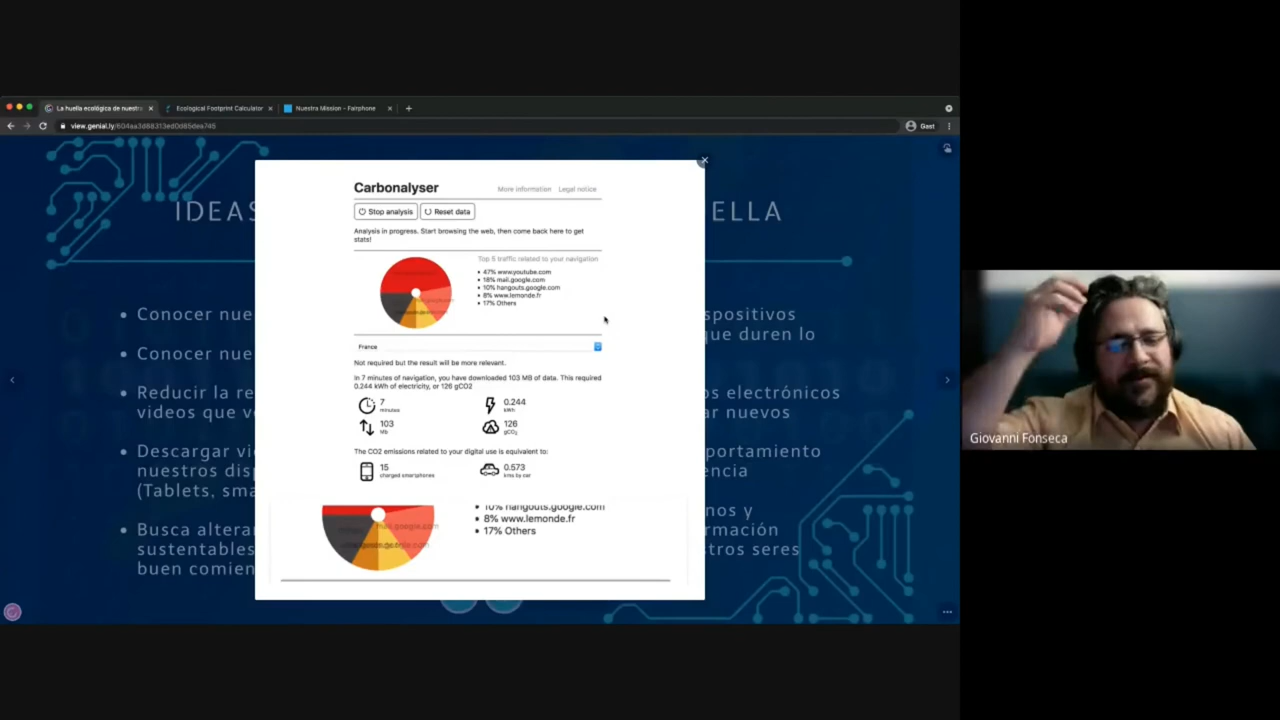 La huella ecológica de nuestra
Ecological Footprint Calculator
Nuestra Mission - Fairphone
view.genial.ly/604aa3d68313ed0d85dea745
Gast
IDEAS
ELLA
Carbonalyser
More information
Legal notice
Stop analysis
Reset data
Analysis in progress. Start browsing the web, then come back here to get
stats!
Top 5 traffic related to your navigation
47% www.youtube.com
18% mail.google.com
10% hangouts.google.com
8% www.lemonde.fr
17% Others
France
Not required but the result will be more relevant.
In 7 minutes of navigation, you have downloaded 103 MB of data. This required
0.244 kWh of electricity, or 126 gCO2
7
minutes
0.244
kWh
103
Mb
126
gCO₂
The CO2 emissions related to your digital use is equivalent to:
15
charged smartphones
0.573
kms by car
10% hangouts.google.com
8% www.lemonde.fr
17% Others
• Conocer nue
• Conocer nue
• Reducir la re
videos que v
• Descargar vi
nuestros disp
(Tablets, sma
• Busca altera
sustentables
buen comien
spositivos
que duren lo
os electrónicos
ar nuevos
portamiento
encia
nos y
rmación
stros seres
Giovanni Fonseca